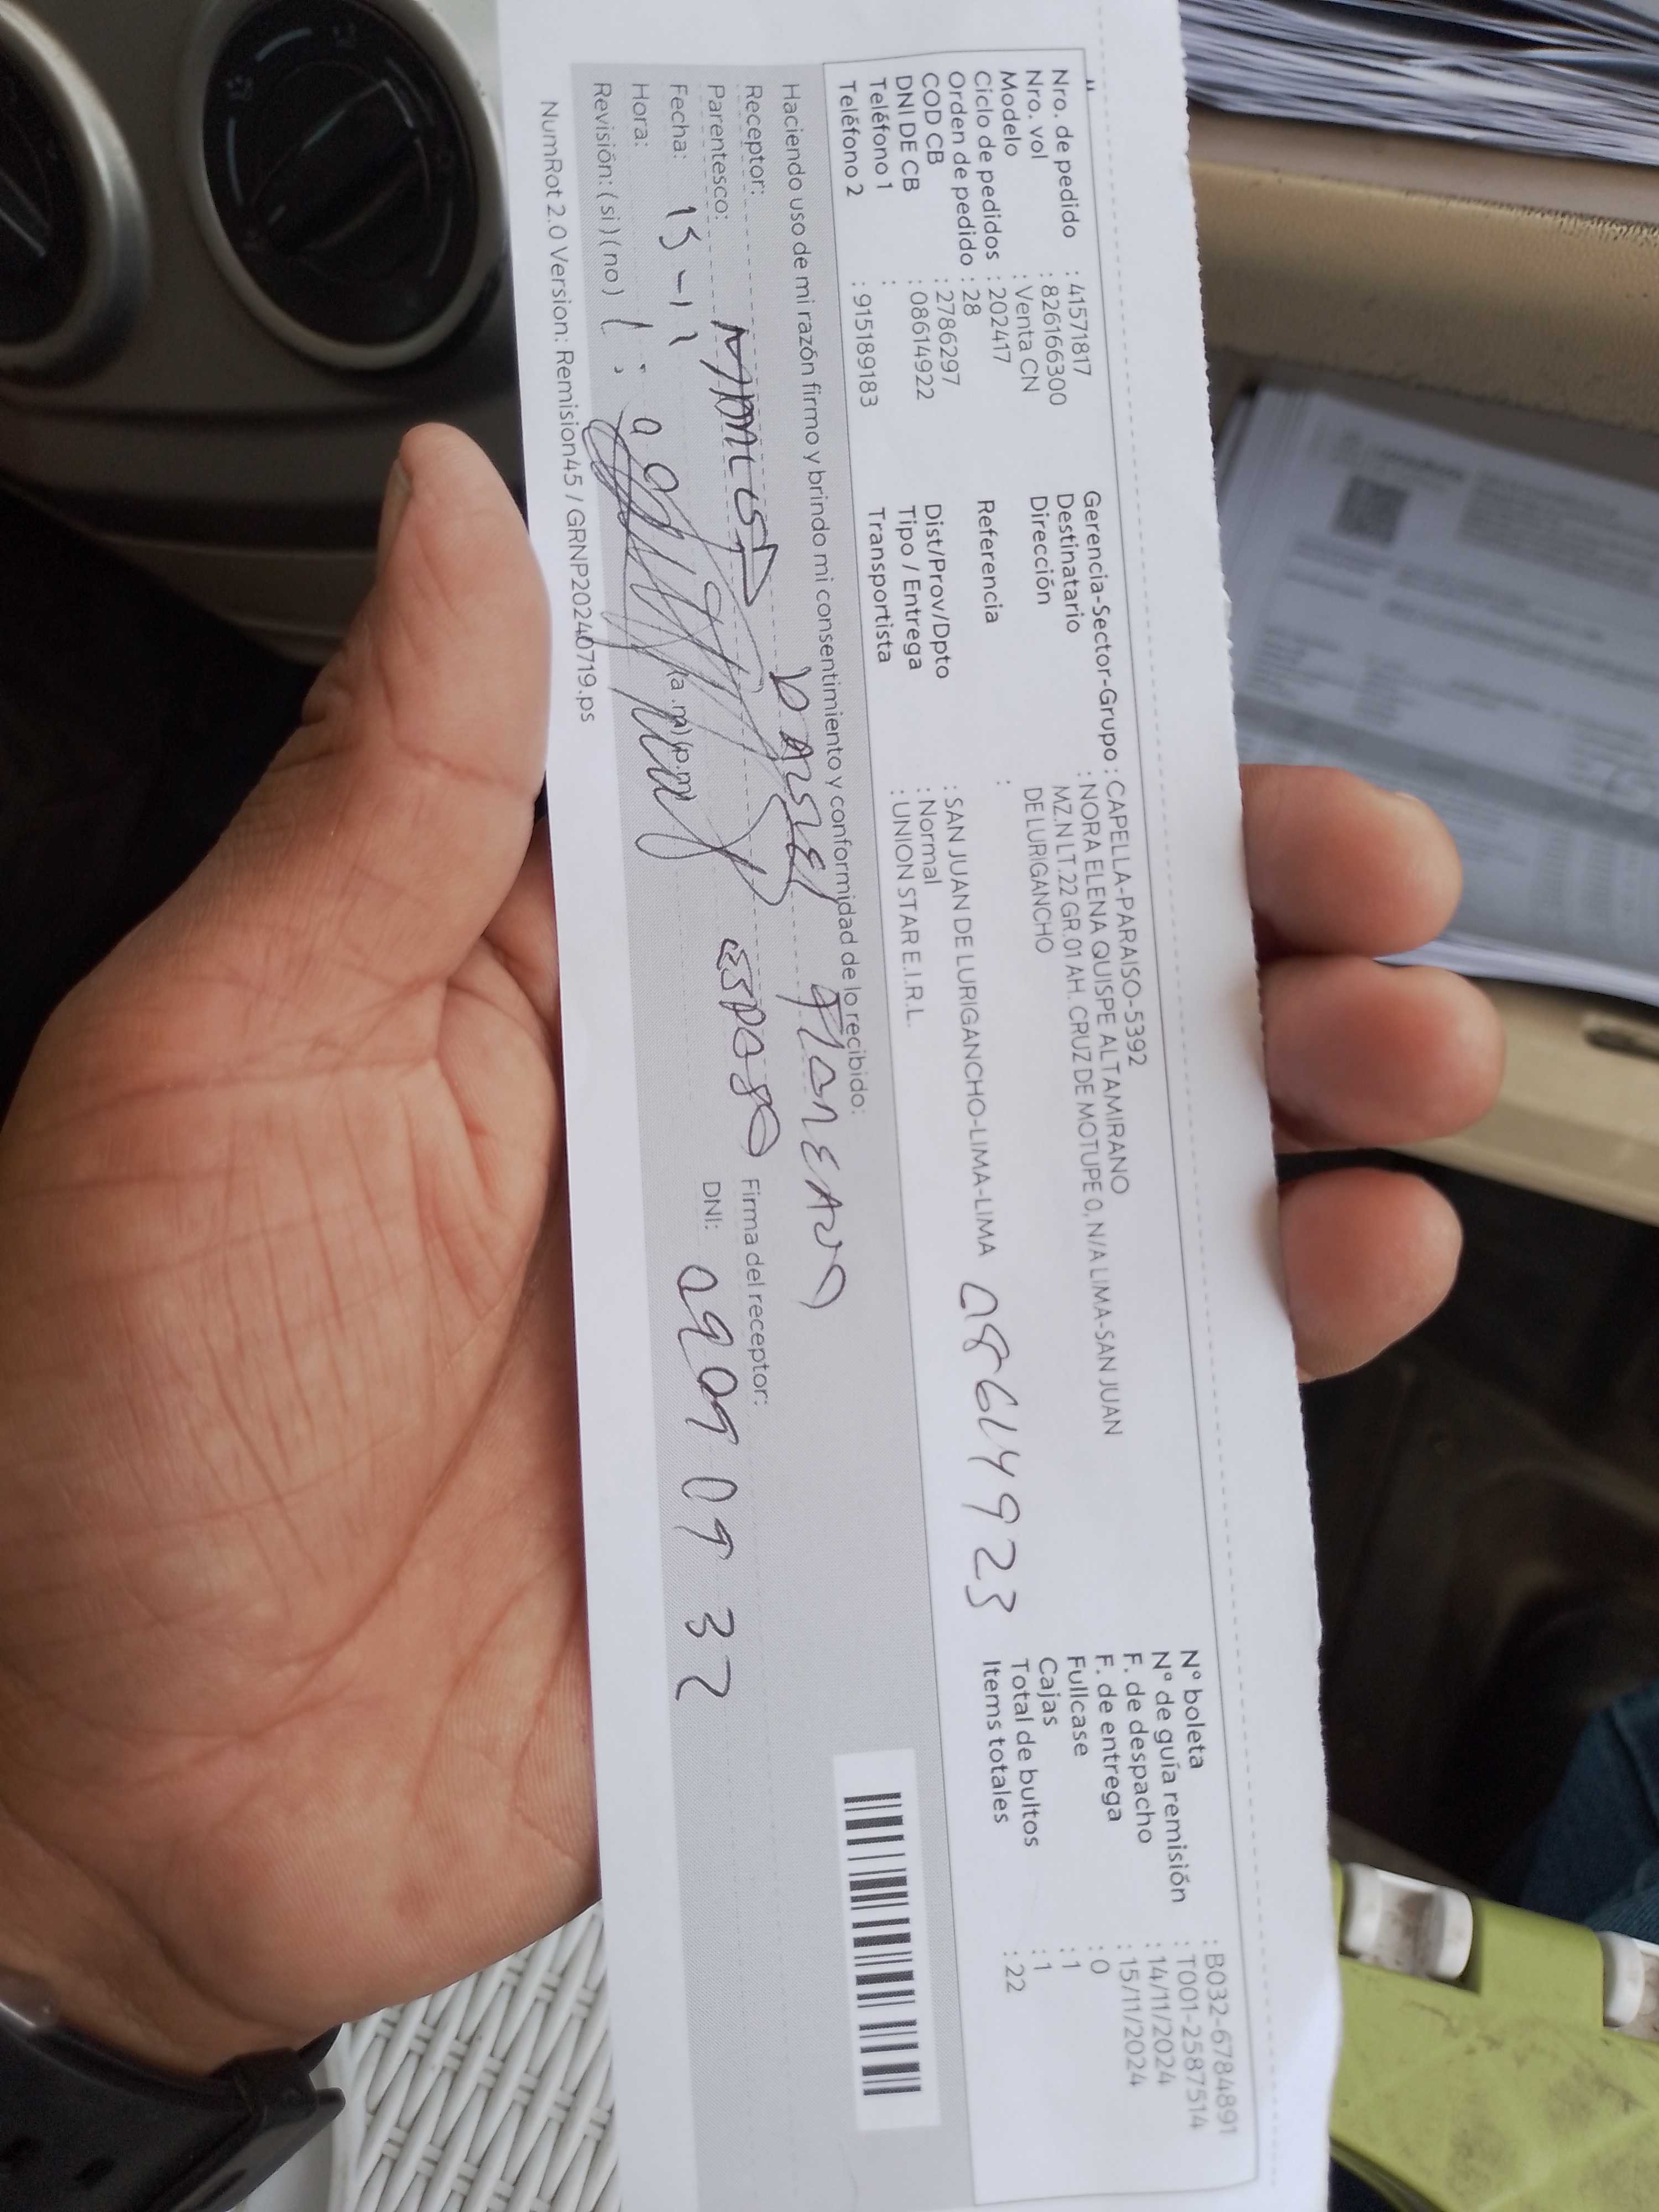 Nro. de pedido : 41571817
Nro. vol : 826166300
Modelo : Venta CN
Ciclo de pedidos : 202417
Orden de pedido : 28
COD CB : 2786297
DNI DE CB : 08614922
Teléfono 1 :
Teléfono 2 : 915189183
Gerencia-Sector-Grupo : CAPELLA-PARAISO-5392
Destinatario : NORA ELENA QUISPE ALTAMIRANO
Dirección : MZ.N LT.22 GR.01 AH. CRUZ DE MOTUPE 0, N/A LIMA-SAN JUAN
DE LURIGANCHO
Referencia :
Dist/Prov/Dpto : SAN JUAN DE LURIGANCHO-LIMA-LIMA
Tipo / Entrega : Normal
Transportista : UNION STAR E.I.R.L.
08614923
N° boleta : B032-6784891
N° de guía remisión : T001-2587514
F. de despacho : 14/11/2024
F. de entrega : 15/11/2024
Fullcase : 0
Cajas : 1
Total de bultos : 1
Items totales : 22
Haciendo uso de mi razón firmo y brindo mi consentimiento y conformidad de lo recibido:
Receptor:
Parentesco: esposo
Fecha: 15-11
Hora: (a.m)(p.m)
Revisión: (si) (no)
Firma del receptor:
DNI: 09090932
NumRot 2.0 Version: Remision45 / GRNP20240719.ps